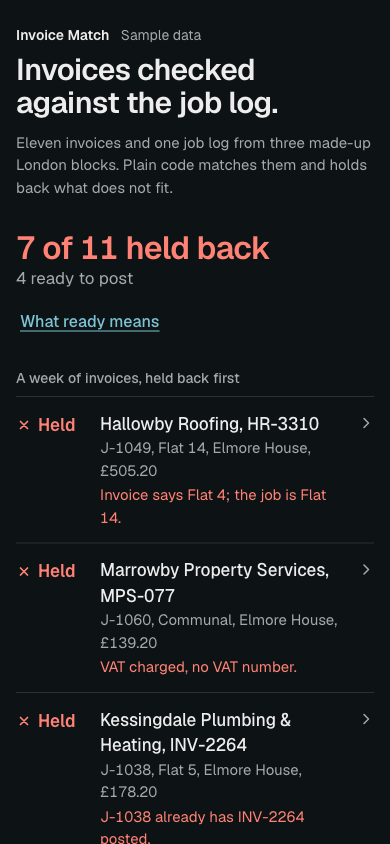 Invoice Match Sample data
Invoices checked
against the job log.
Eleven invoices and one job log from three made-up
London blocks. Plain code matches them and holds
back what does not fit.
7 of 11 held back
4 ready to post
What ready means
A week of invoices, held back first
× Held
Hallowby Roofing, HR-3310
J-1049, Flat 14, Elmore House,
£505.20
Invoice says Flat 4; the job is Flat
14.
× Held
Marrowby Property Services,
MPS-077
J-1060, Communal, Elmore House,
£139.20
VAT charged, no VAT number.
× Held
Kessingdale Plumbing &
Heating, INV-2264
J-1038, Flat 5, Elmore House,
£178.20
J-1038 already has INV-2264
posted.